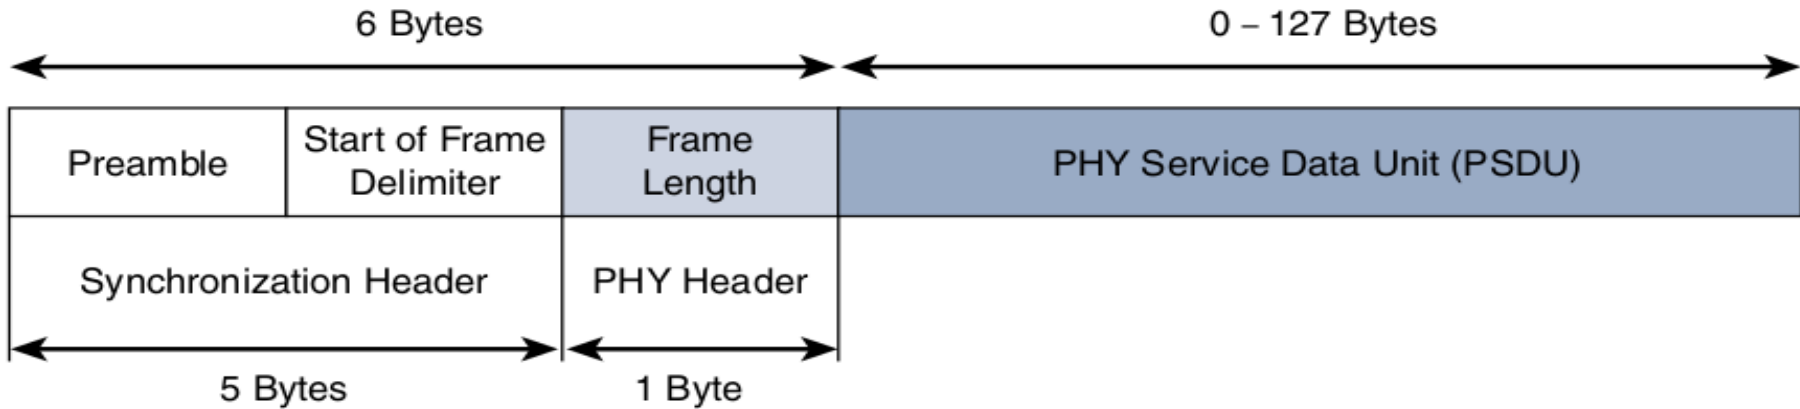 6 Bytes
0 – 127 Bytes
Preamble
Start of Frame
Delimiter
Frame
Length
PHY Service Data Unit (PSDU)
Synchronization Header
PHY Header
5 Bytes
1 Byte